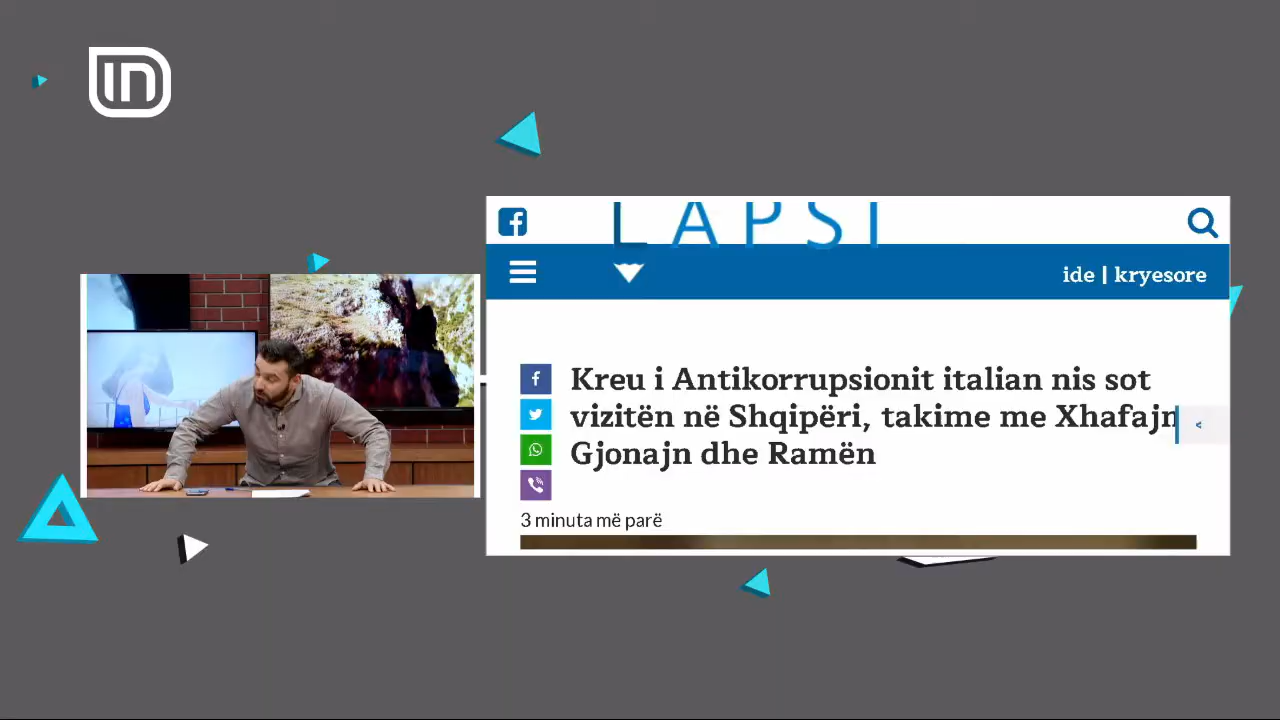 in
LAPSI
ide | kryesore
Kreu i Antikorrupsionit italian nis sot
vizitën në Shqipëri, takime me Xhafajn
Gjonajn dhe Ramën
3 minuta më parë